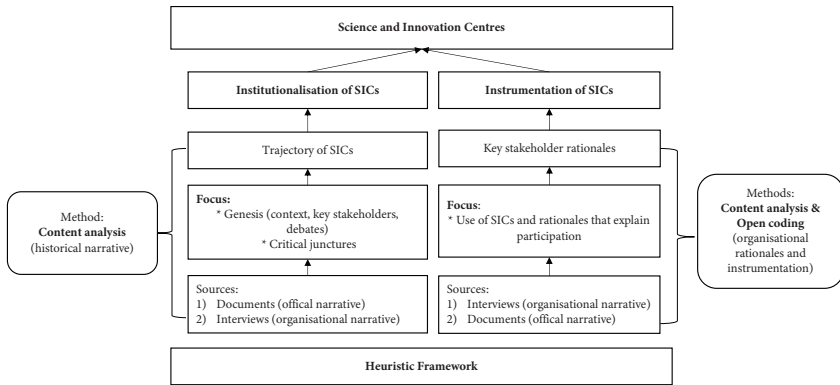 Science and Innovation Centres
Institutionalisation of SICs
Instrumentation of SICs
Trajectory of SICs
Key stakeholder rationales
Method:
Content analysis
(historical narrative)
Focus:
* Genesis (context, key stakeholders,
debates)
* Critical junctures
Focus:
* Use of SICs and rationales that explain
participation
Methods:
Content analysis &
Open coding
(organisational
rationales and
instrumentation)
Sources:
1) Documents (offical narrative)
2) Interviews (organisational narrative)
Sources:
1) Interviews (organisational narrative)
2) Documents (offical narrative)
Heuristic Framework